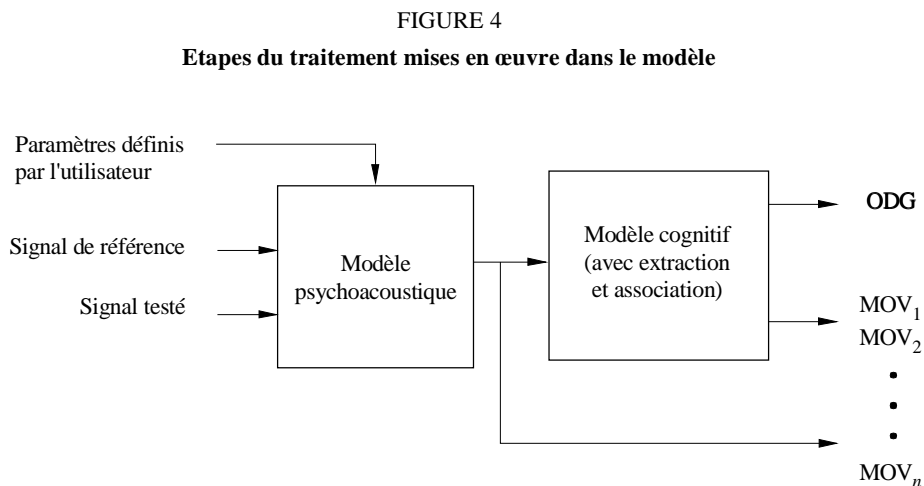 FIGURE 4
Etapes du traitement mises en œuvre dans le modèle
Paramètres définis
par l'utilisateur
Signal de référence
Signal testé
Modèle
psychoacoustique
Modèle cognitif
(avec extraction
et association)
ODG
MOV1
MOV2
MOVn